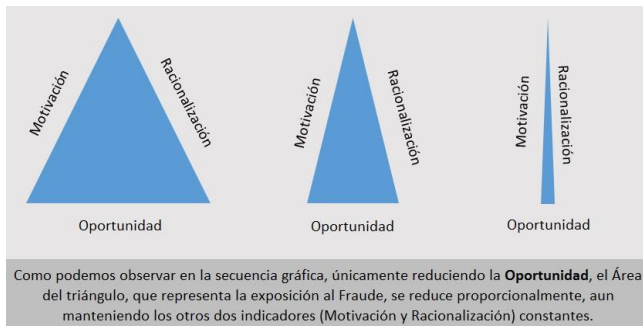 Motivación
Racionalización
Oportunidad
Motivación
Racionalización
Oportunidad
Motivación
Racionalización
Oportunidad
Como podemos observar en la secuencia gráfica, únicamente reduciendo la Oportunidad, el Área
del triángulo, que representa la exposición al Fraude, se reduce proporcionalmente, aun
manteniendo los otros dos indicadores (Motivación y Racionalización) constantes.